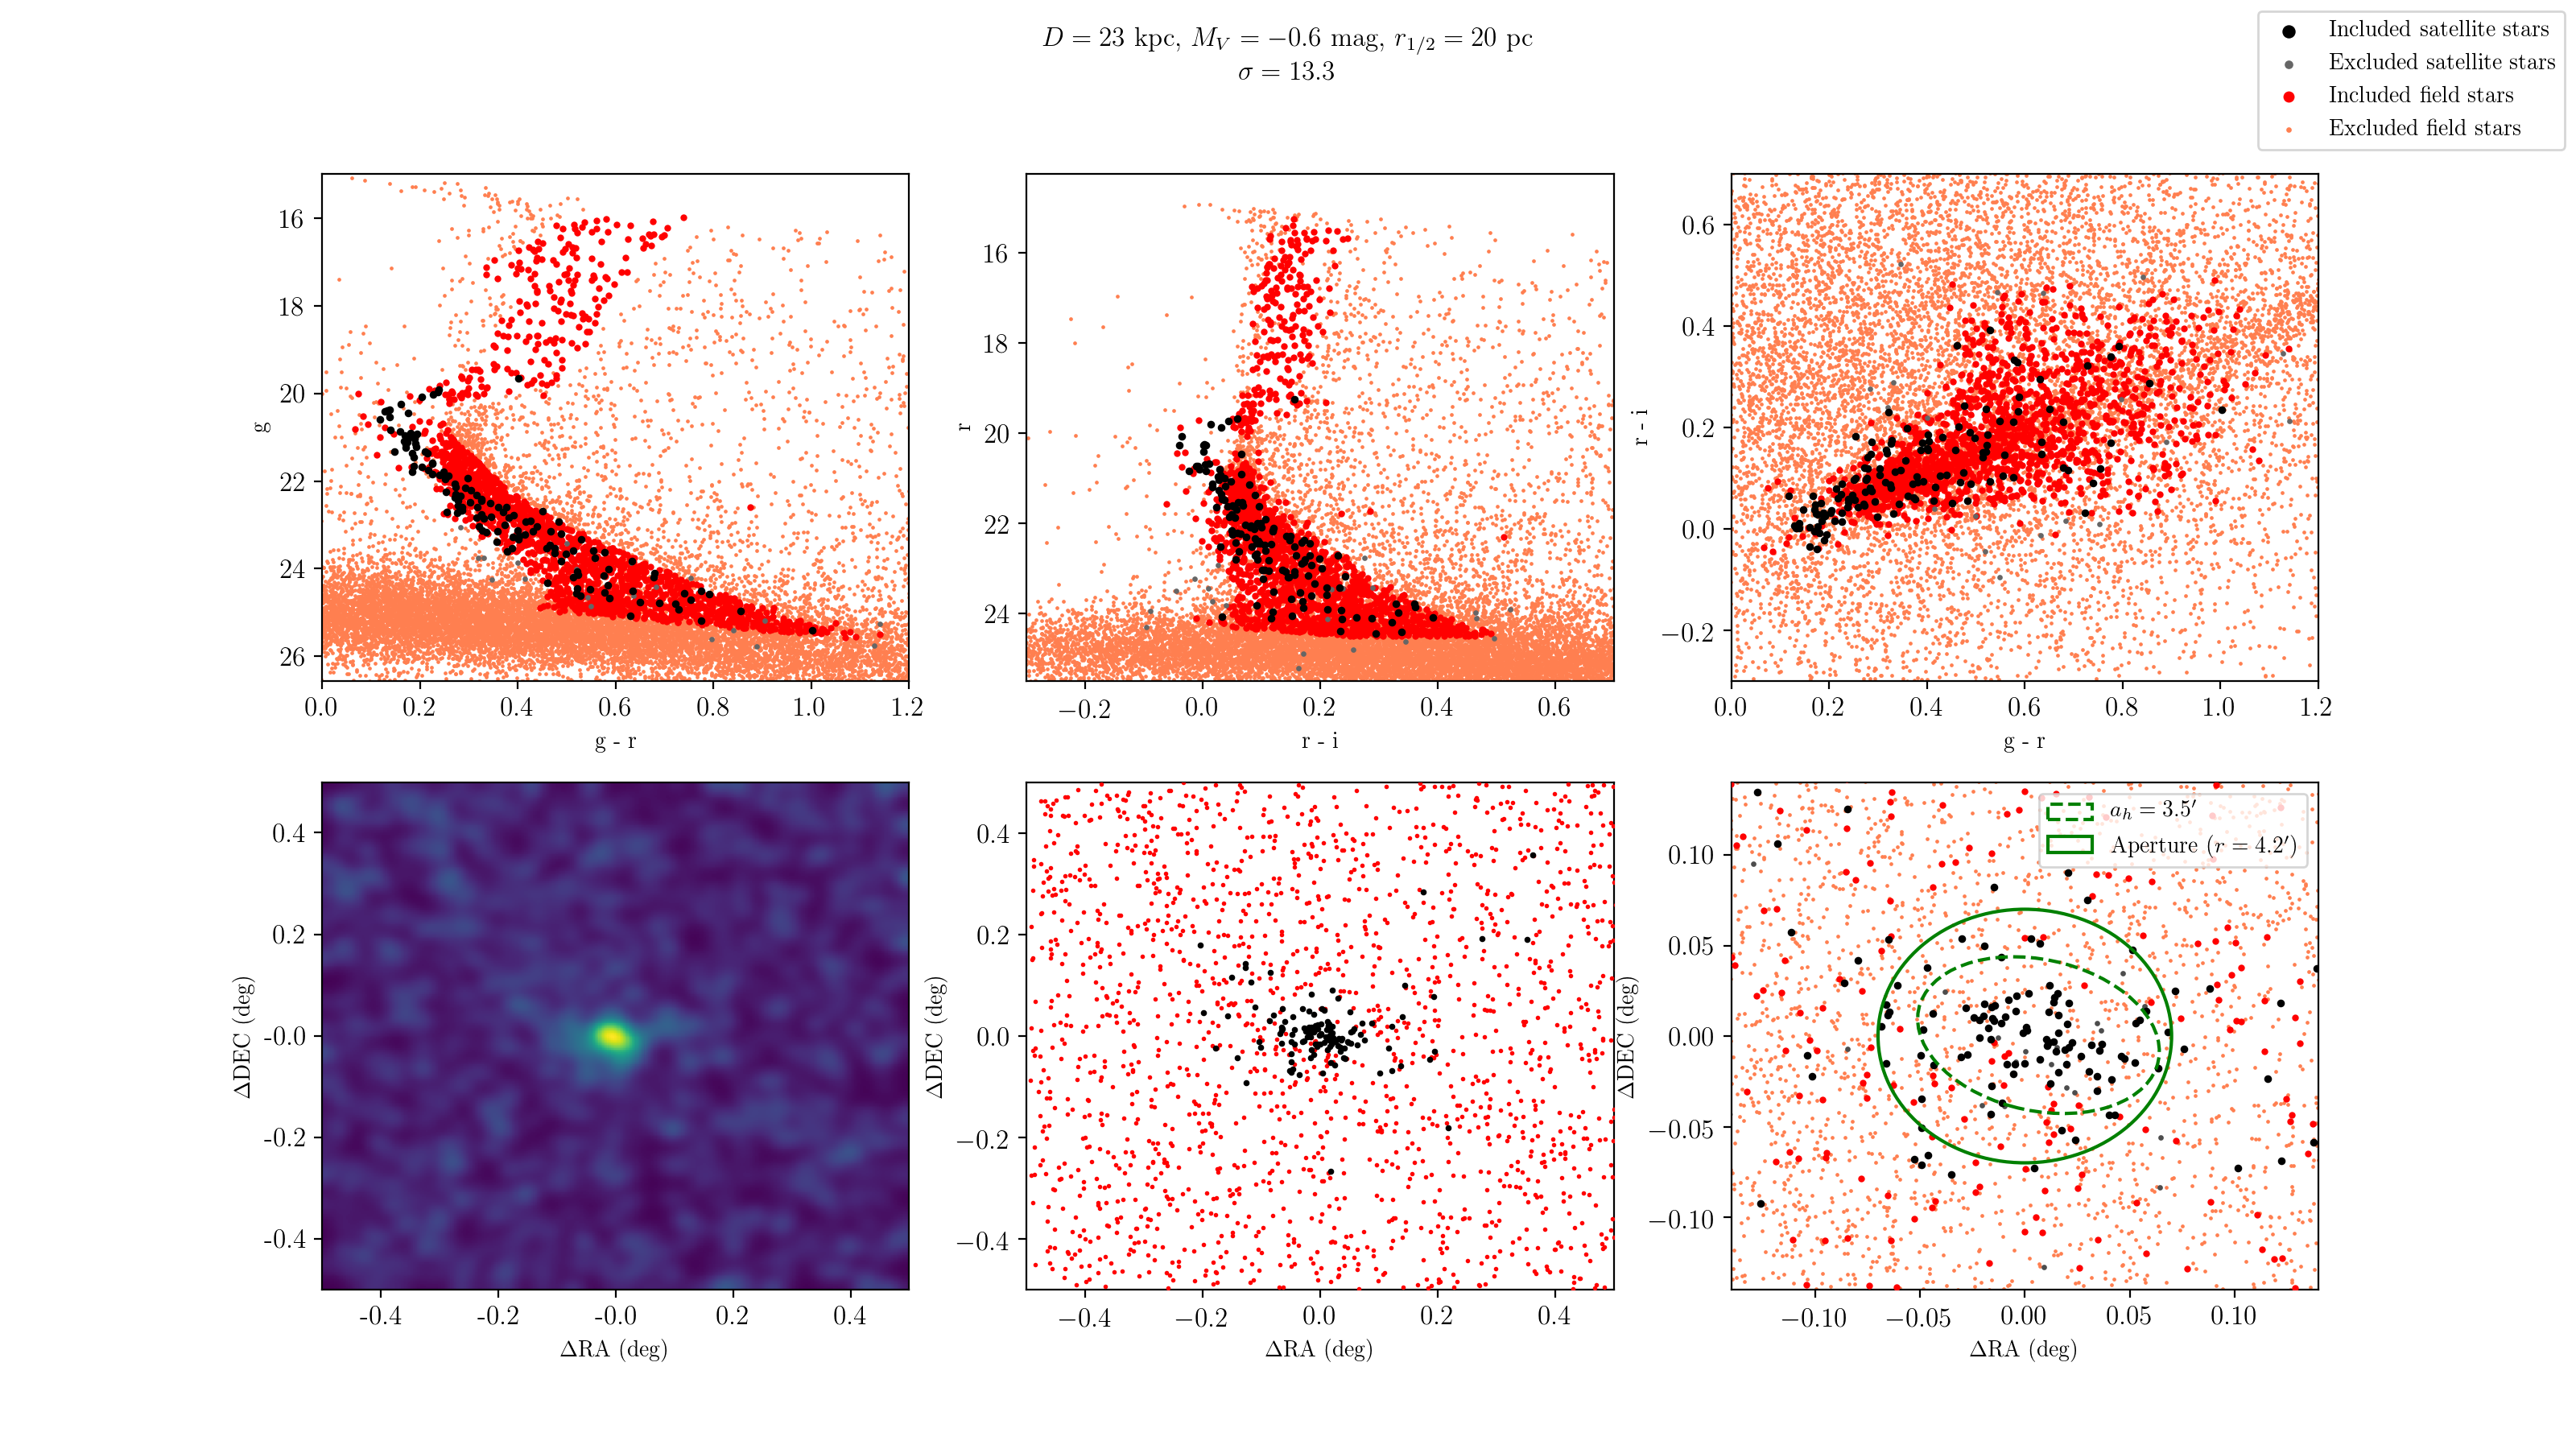 D = 23 kpc, M_V = −0.6 mag, r_{1/2} = 20 pc
σ = 13.3
Included satellite stars
Excluded satellite stars
Included field stars
Excluded field stars
16
18
20
22
24
26
g
0.0 0.2 0.4 0.6 0.8 1.0 1.2
g - r
16
18
20
22
24
r
−0.2 0.0 0.2 0.4 0.6
r - i
0.6
0.4
0.2
0.0
−0.2
r - i
0.0 0.2 0.4 0.6 0.8 1.0 1.2
g - r
0.4
0.2
-0.0
-0.2
-0.4
ΔDEC (deg)
-0.4 -0.2 -0.0 0.2 0.4
ΔRA (deg)
0.4
0.2
0.0
−0.2
−0.4
ΔDEC (deg)
−0.4 −0.2 0.0 0.2 0.4
ΔRA (deg)
a_h = 3.5′
Aperture (r = 4.2′)
0.10
0.05
0.00
−0.05
−0.10
ΔDEC (deg)
−0.10 −0.05 0.00 0.05 0.10
ΔRA (deg)